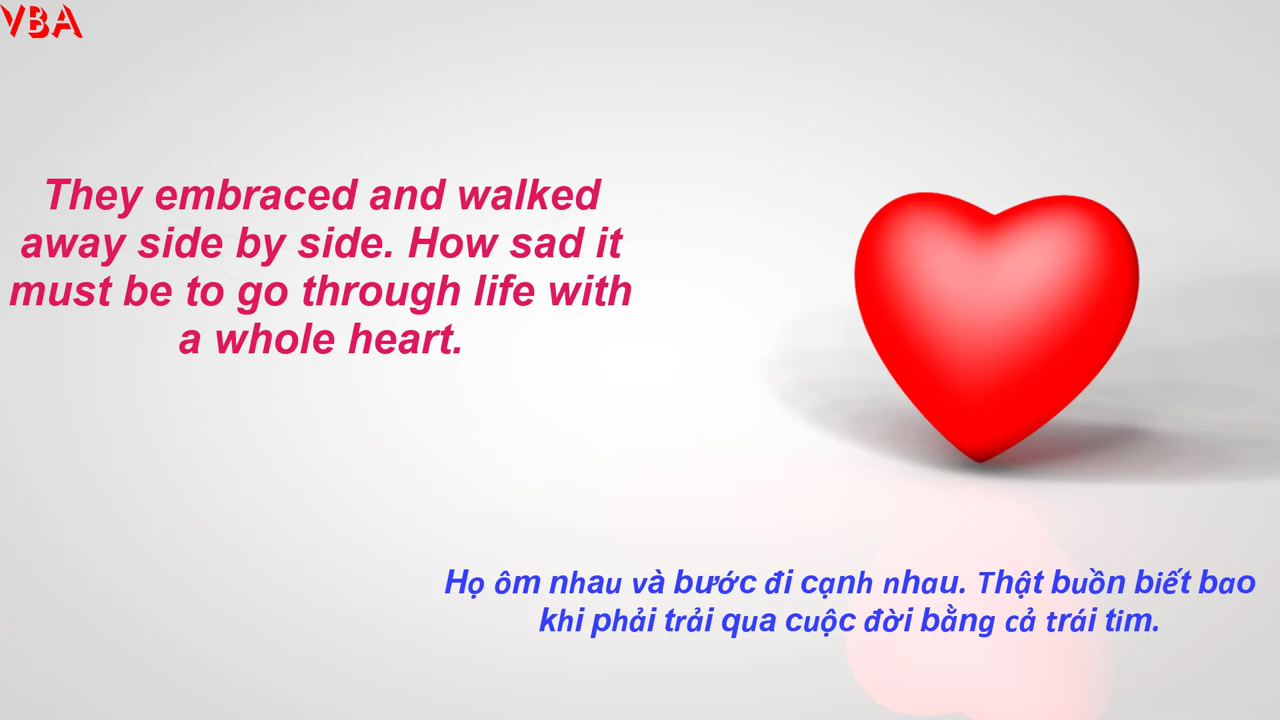 VBA
They embraced and walked
away side by side. How sad it
must be to go through life with
a whole heart.
Họ ôm nhau và bước đi cạnh nhau. Thật buồn biết bao
khi phải trải qua cuộc đời bằng cả trái tim.